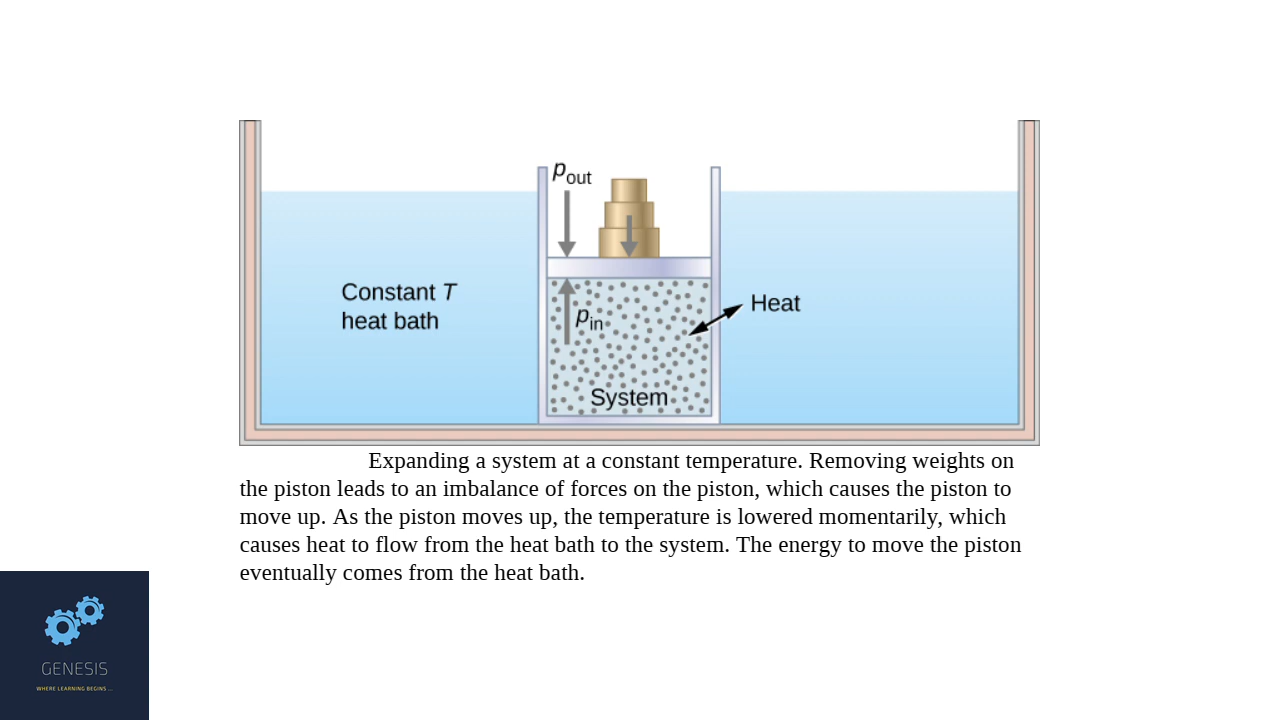 pout
Constant T
heat bath
pin
Heat
System
Expanding a system at a constant temperature. Removing weights on
the piston leads to an imbalance of forces on the piston, which causes the piston to
move up. As the piston moves up, the temperature is lowered momentarily, which
causes heat to flow from the heat bath to the system. The energy to move the piston
eventually comes from the heat bath.
GENESIS
WHERE LEARNING BEGINS ...